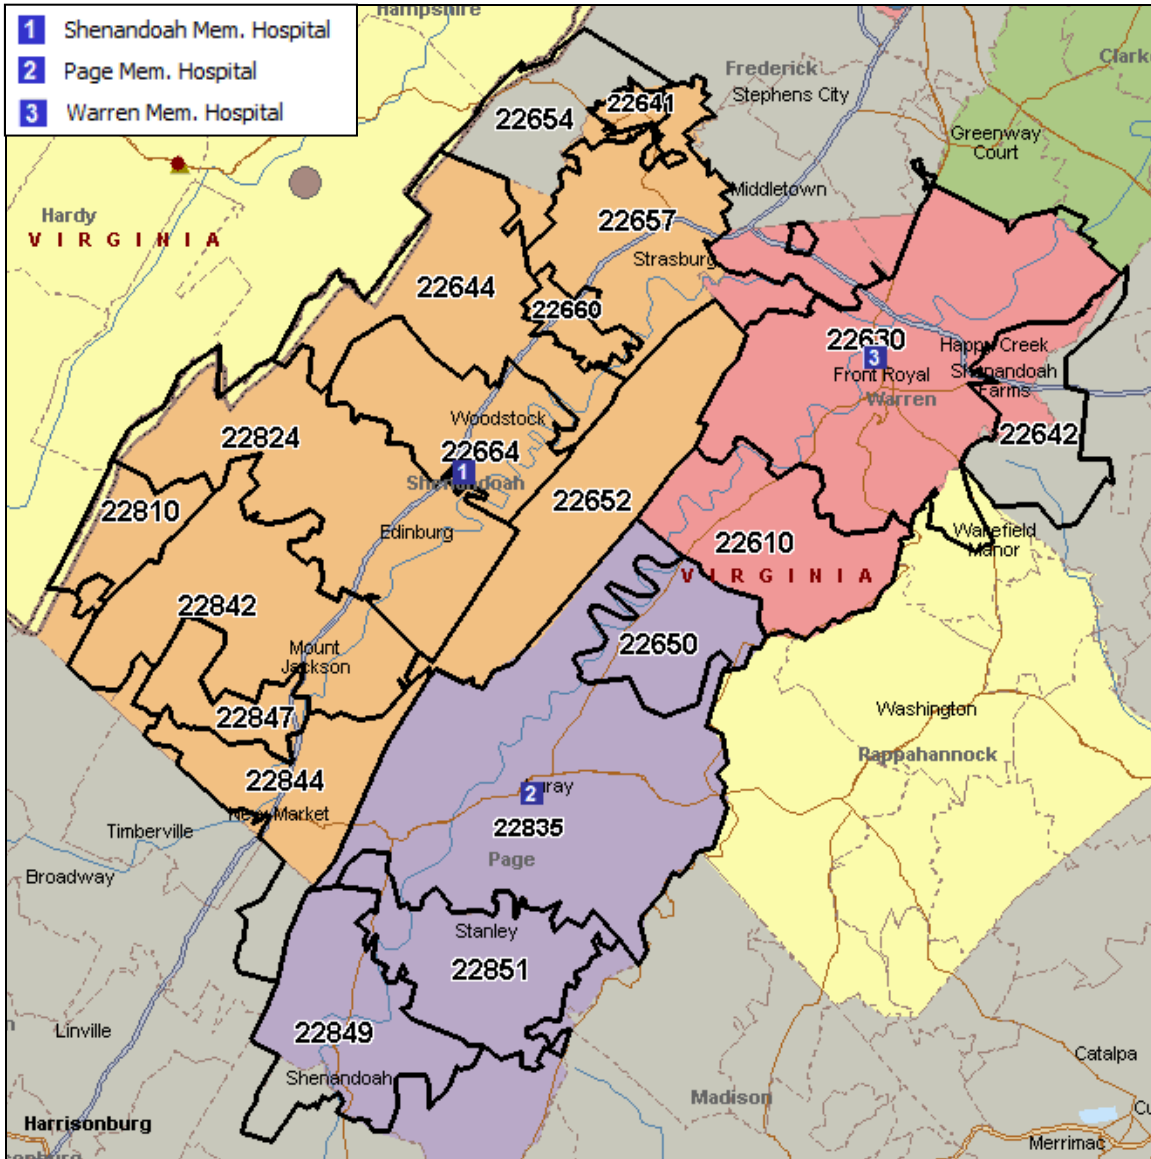 1 Shenandoah Mem. Hospital
2 Page Mem. Hospital
3 Warren Mem. Hospital
Hampshire
Frederick
Clark
Stephens City
22641
22654
Greenway
Court
Middletown
Hardy
VIRGINIA
22657
Strasburg
22644
22660
22630
3
Happy Creek
Front Royal
Shenandoah
Farms
Warren
Woodstock
22824
22664
1
Shenandoah
22642
22810
22652
Edinburg
22610
Wakefield
Manor
VIRGINIA
22842
22650
Mount
Jackson
22847
Washington
Rappahannock
22844
New Market
2
Luray
22835
Timberville
Page
Broadway
Stanley
22851
22849
Linville
Shenandoah
Catalpa
Madison
Cu
Harrisonburg
Merrimac